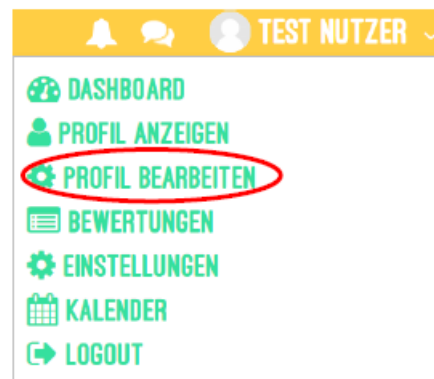 TEST NUTZER
DASHBOARD
PROFIL ANZEIGEN
PROFIL BEARBEITEN
BEWERTUNGEN
EINSTELLUNGEN
KALENDER
LOGOUT